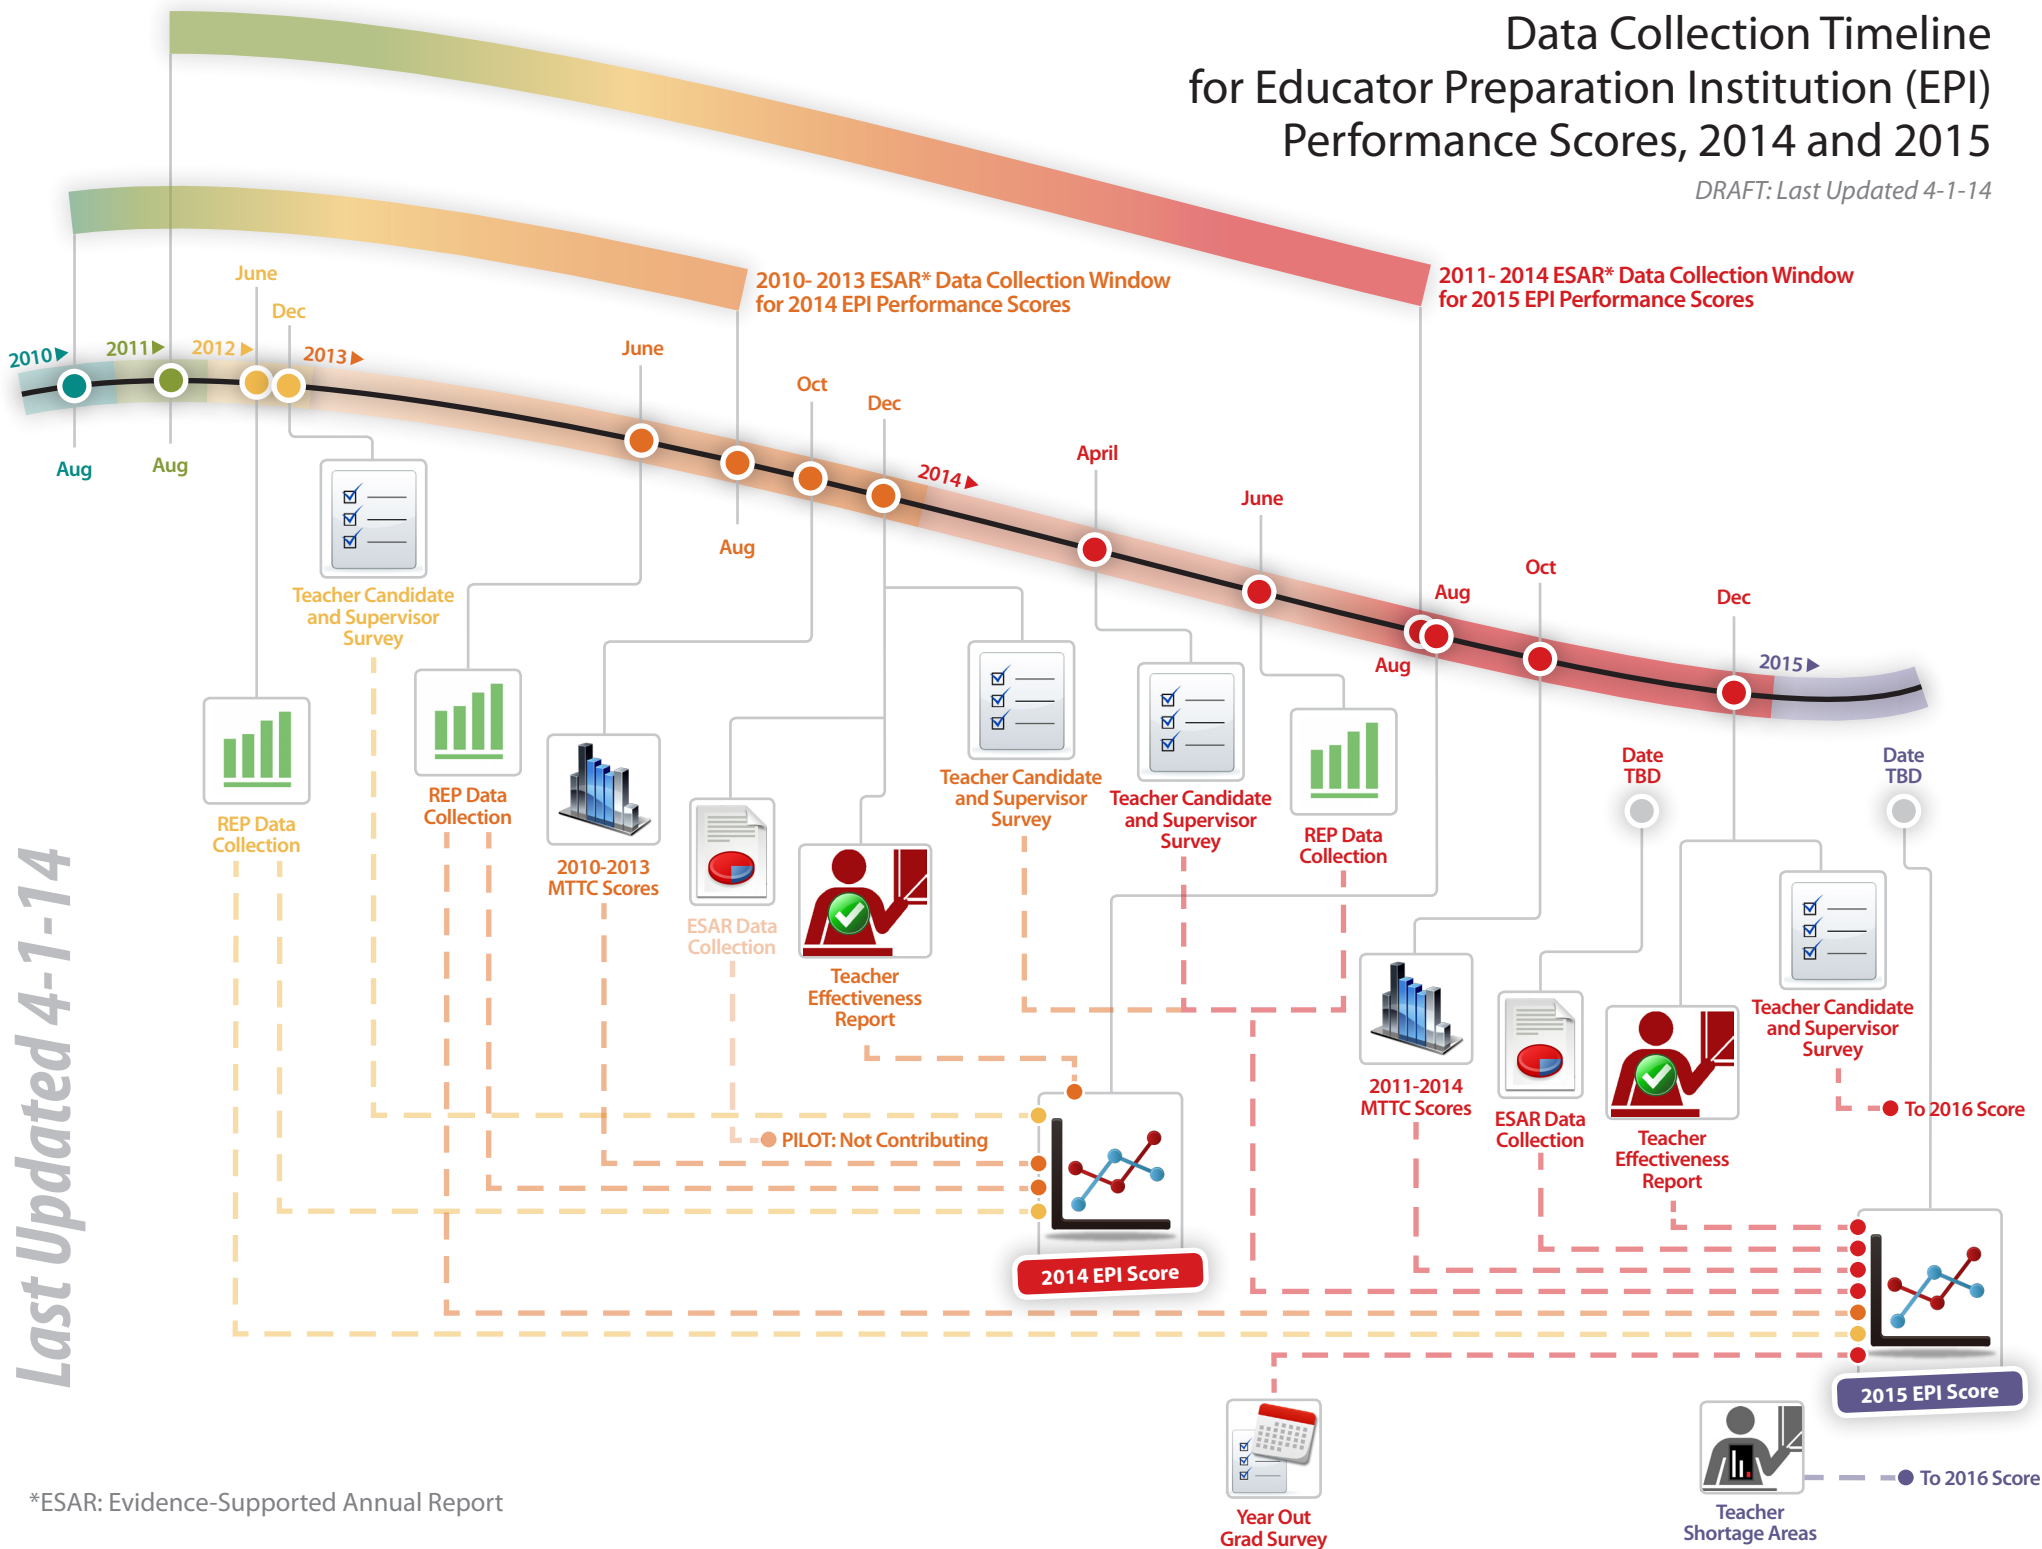 Data Collection Timeline
for Educator Preparation Institution (EPI)
Performance Scores, 2014 and 2015
DRAFT: Last Updated 4-1-14
2010- 2013 ESAR* Data Collection Window
for 2014 EPI Performance Scores
2011- 2014 ESAR* Data Collection Window
for 2015 EPI Performance Scores
2010
2011
2012
2013
2014
2015
Aug
Aug
June
Dec
June
Aug
Oct
Dec
April
June
Aug
Aug
Oct
Dec
Date
TBD
Date
TBD
Teacher Candidate
and Supervisor
Survey
REP Data
Collection
REP Data
Collection
2010-2013
MTTC Scores
ESAR Data
Collection
Teacher
Effectiveness
Report
Teacher Candidate
and Supervisor
Survey
Teacher Candidate
and Supervisor
Survey
REP Data
Collection
2011-2014
MTTC Scores
ESAR Data
Collection
Teacher
Effectiveness
Report
Teacher Candidate
and Supervisor
Survey
To 2016 Score
PILOT: Not Contributing
2014 EPI Score
2015 EPI Score
Year Out
Grad Survey
Teacher
Shortage Areas
To 2016 Score
Last Updated 4-1-14
*ESAR: Evidence-Supported Annual Report